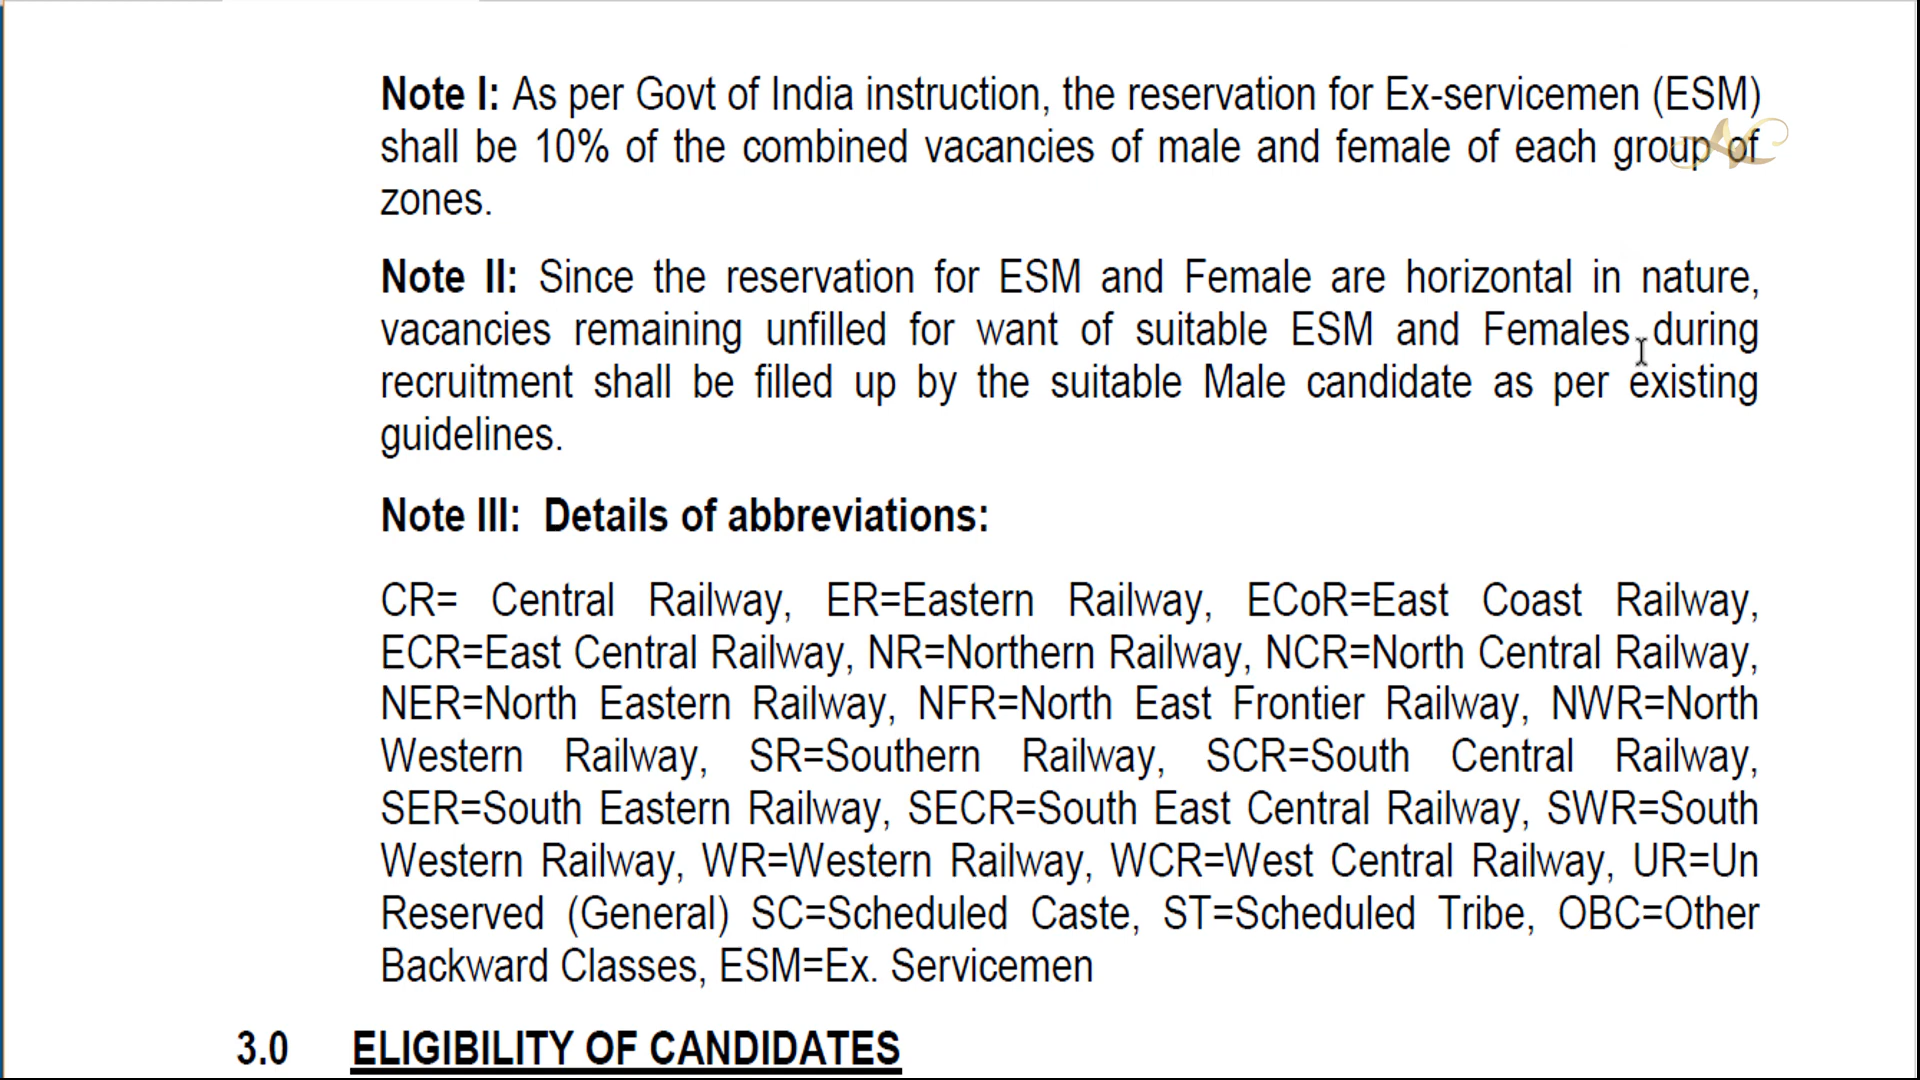 Note I: As per Govt of India instruction, the reservation for Ex-servicemen (ESM)
shall be 10% of the combined vacancies of male and female of each group of
zones.
Note II: Since the reservation for ESM and Female are horizontal in nature,
vacancies remaining unfilled for want of suitable ESM and Females during
recruitment shall be filled up by the suitable Male candidate as per existing
guidelines.
Note III: Details of abbreviations:
CR= Central Railway, ER=Eastern Railway, ECoR=East Coast Railway,
ECR=East Central Railway, NR=Northern Railway, NCR=North Central Railway,
NER=North Eastern Railway, NFR=North East Frontier Railway, NWR=North
Western Railway, SR=Southern Railway, SCR=South Central Railway,
SER=South Eastern Railway, SECR=South East Central Railway, SWR=South
Western Railway, WR=Western Railway, WCR=West Central Railway, UR=Un
Reserved (General) SC=Scheduled Caste, ST=Scheduled Tribe, OBC=Other
Backward Classes, ESM=Ex. Servicemen
3.0 ELIGIBILITY OF CANDIDATES